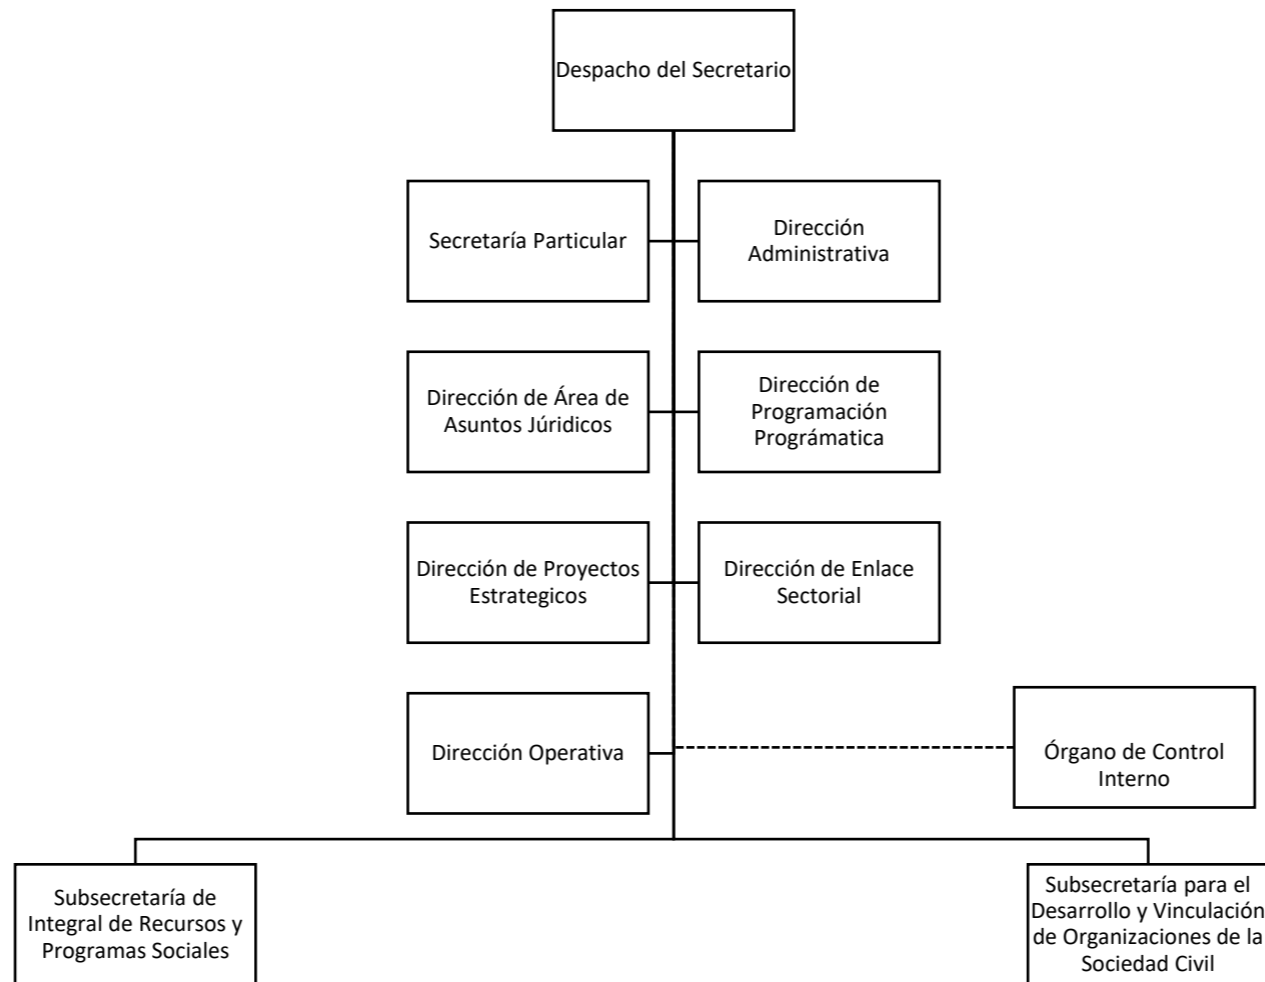 Despacho del Secretario
Secretaría Particular
Dirección
Administrativa
Dirección de Área de
Asuntos Júridicos
Dirección de
Programación
Prográmatica
Dirección de Proyectos
Estrategicos
Dirección de Enlace
Sectorial
Dirección Operativa
Órgano de Control
Interno
Subsecretaría de
Integral de Recursos y
Programas Sociales
Subsecretaría para el
Desarrollo y Vinculación
de Organizaciones de la
Sociedad Civil